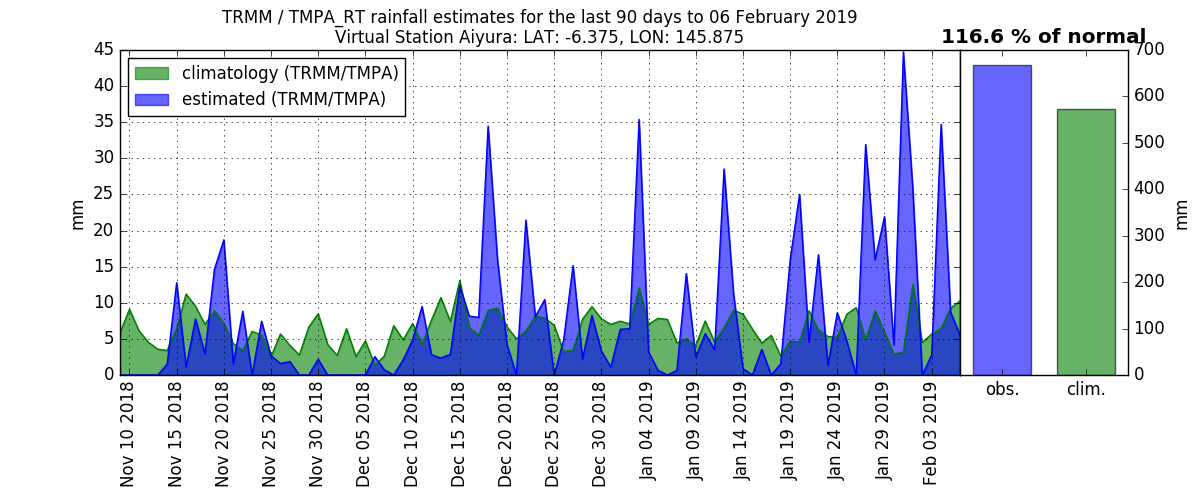 TRMM / TMPA_RT rainfall estimates for the last 90 days to 06 February 2019
Virtual Station Aiyura: LAT: -6.375, LON: 145.875
116.6 % of normal
climatology (TRMM/TMPA)
estimated (TRMM/TMPA)
45
40
35
30
25
20
15
10
5
0
mm
Nov 10 2018
Nov 15 2018
Nov 20 2018
Nov 25 2018
Nov 30 2018
Dec 05 2018
Dec 10 2018
Dec 15 2018
Dec 20 2018
Dec 25 2018
Dec 30 2018
Jan 04 2019
Jan 09 2019
Jan 14 2019
Jan 19 2019
Jan 24 2019
Jan 29 2019
Feb 03 2019
obs.
clim.
700
600
500
400
300
200
100
0
mm